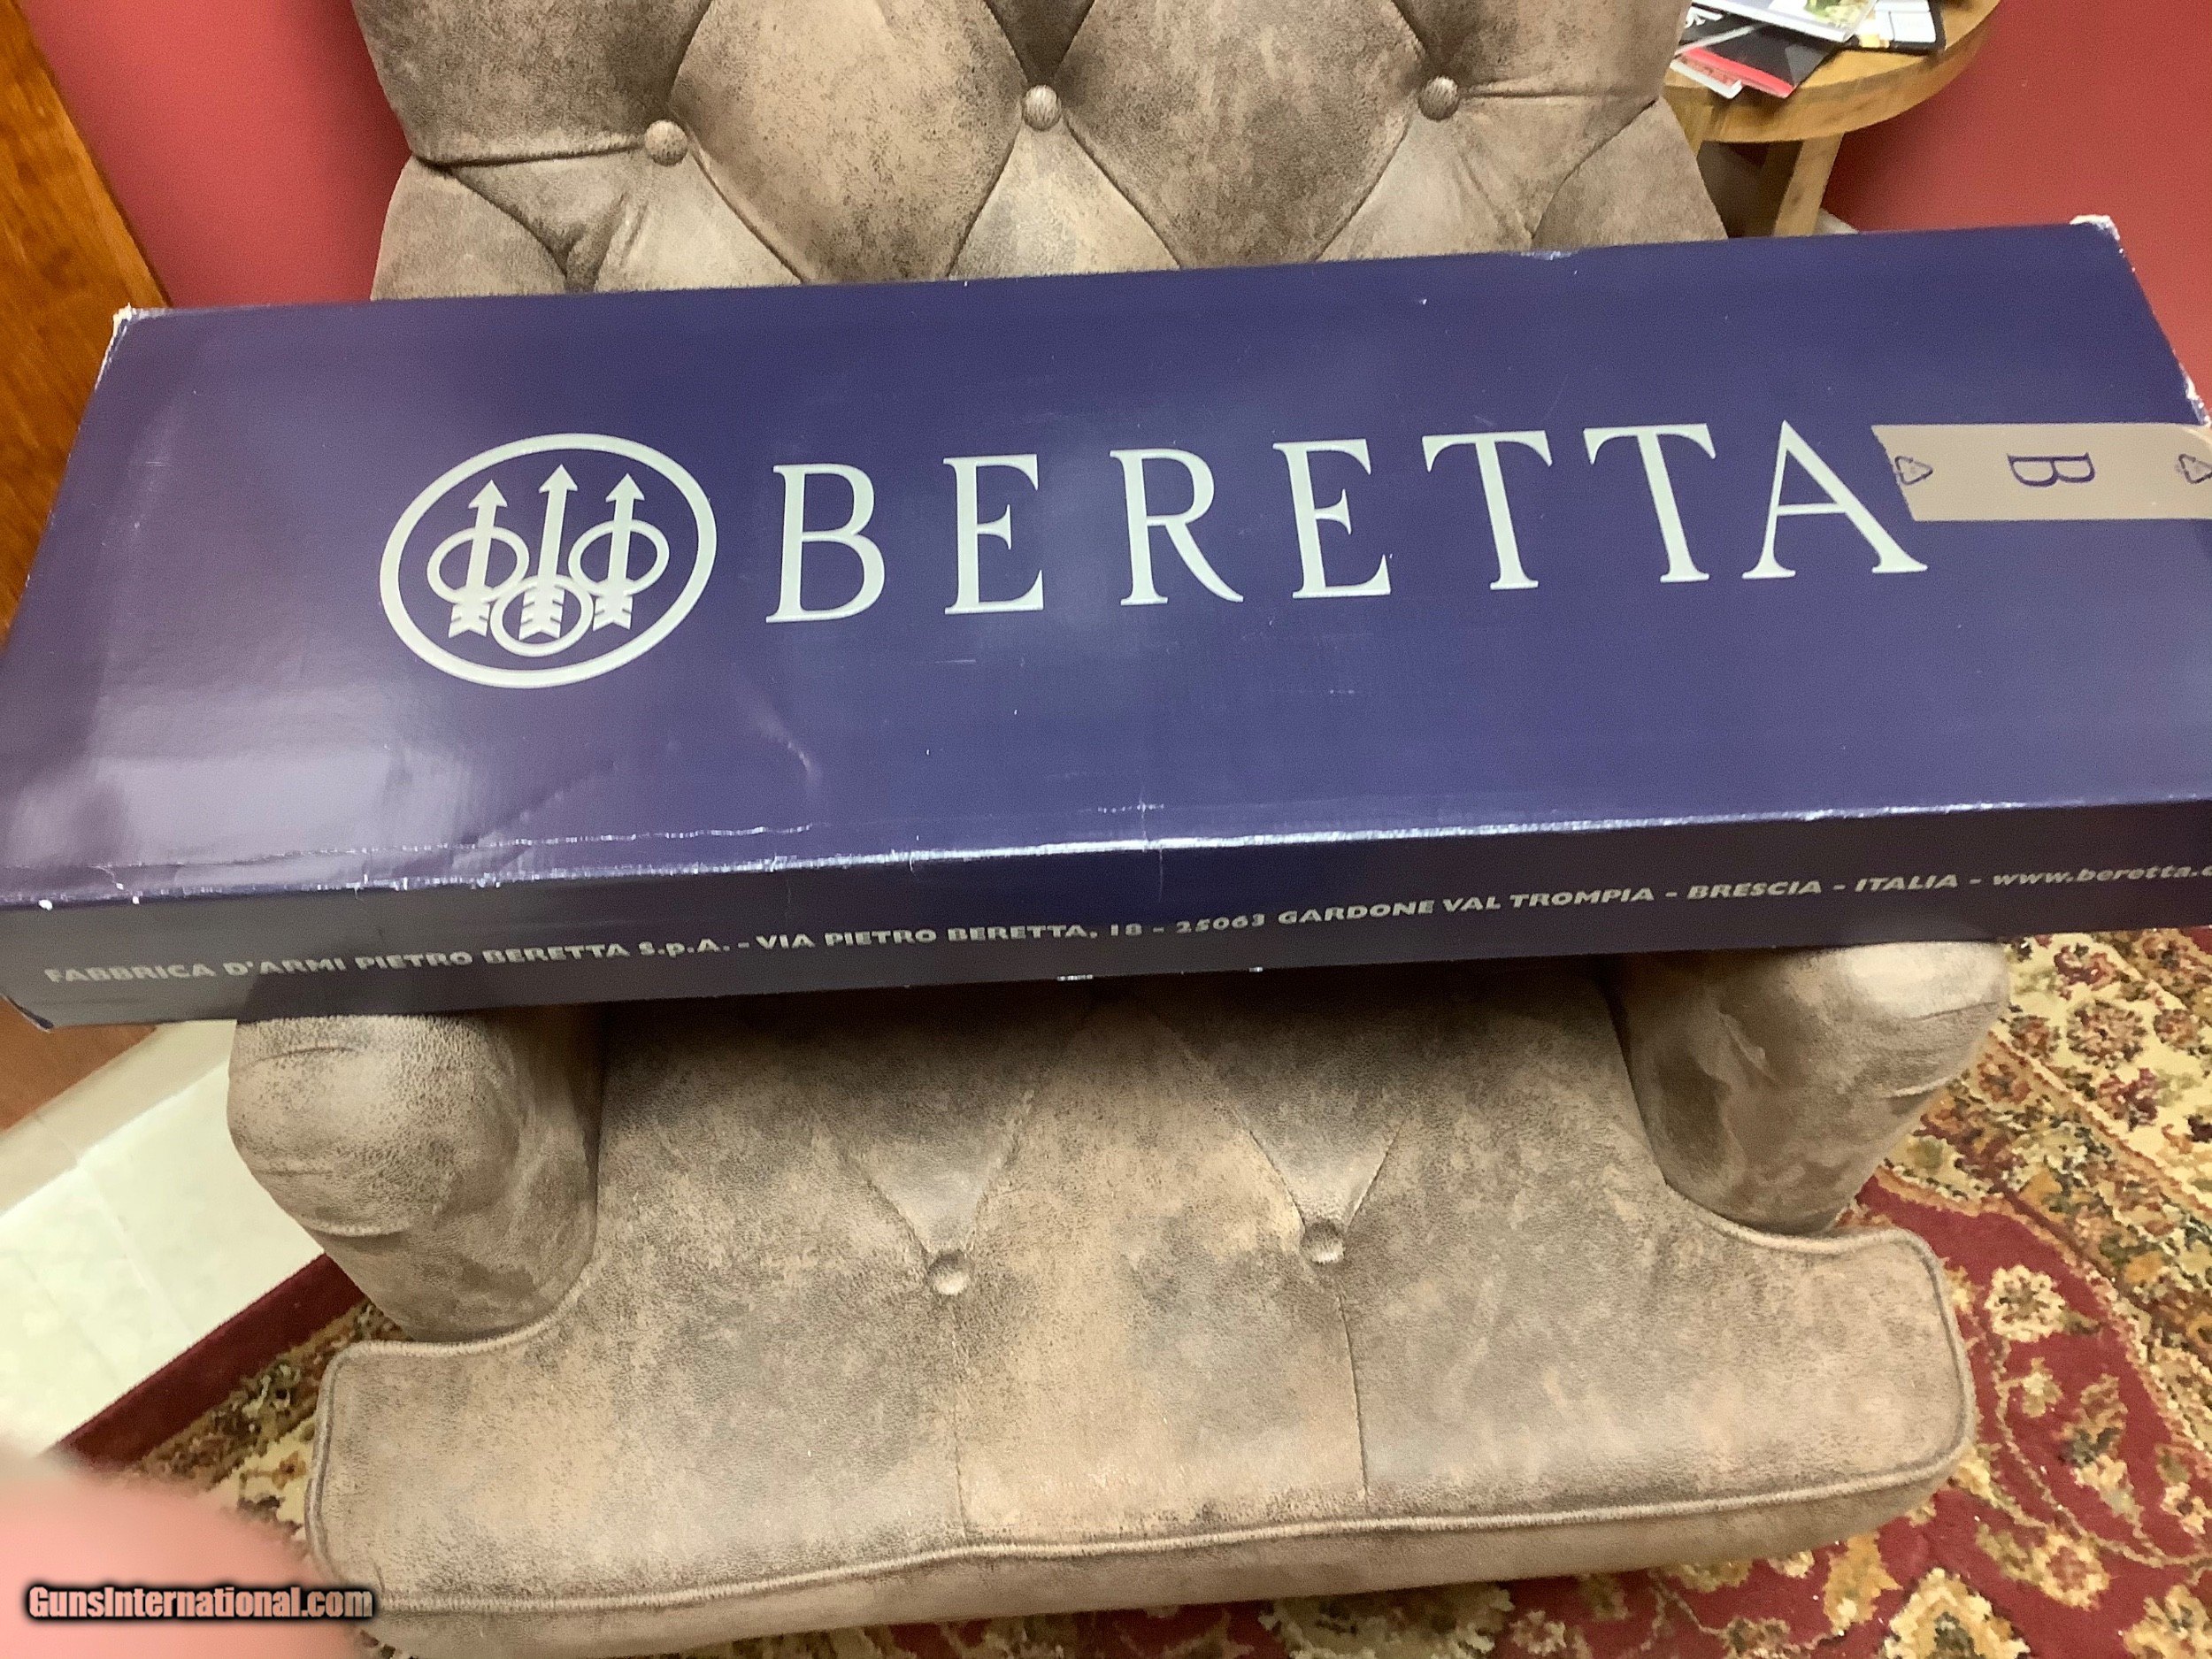 BERETTA
B
FABBRICA D'ARMI PIETRO BERETTA S.p.A. - VIA PIETRO BERETTA, 18 - 25063 GARDONE VAL TROMPIA - BRESCIA - ITALIA - www.beretta.
GunsInternational.com